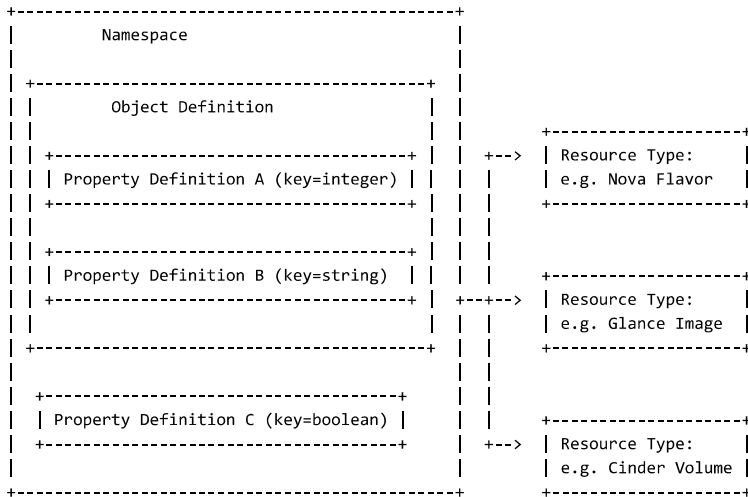 Namespace
Object Definition
Property Definition A (key=integer)
Property Definition B (key=string)
Property Definition C (key=boolean)
Resource Type:
e.g. Nova Flavor
Resource Type:
e.g. Glance Image
Resource Type:
e.g. Cinder Volume